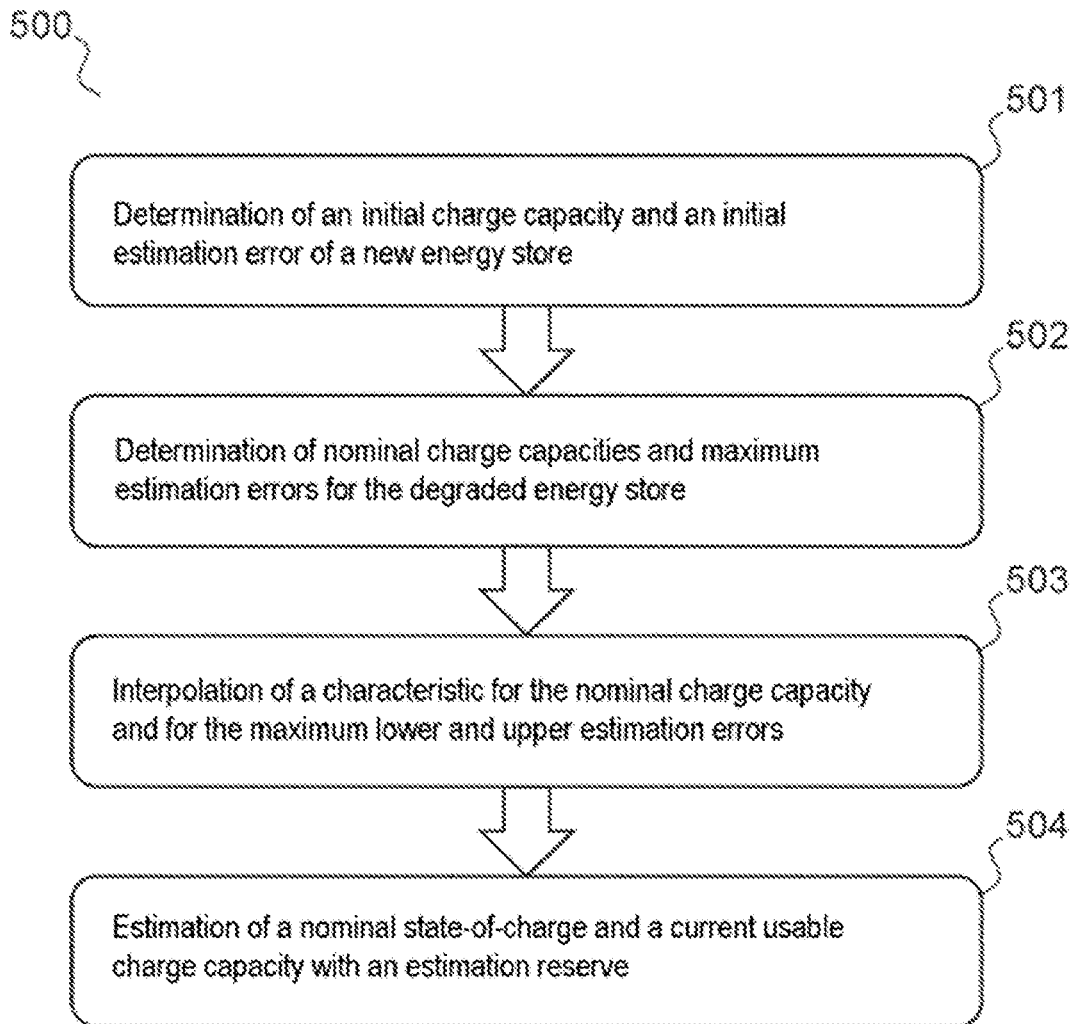 500
501
Determination of an initial charge capacity and an initial
estimation error of a new energy store
502
Determination of nominal charge capacities and maximum
estimation errors for the degraded energy store
503
Interpolation of a characteristic for the nominal charge capacity
and for the maximum lower and upper estimation errors
504
Estimation of a nominal state-of-charge and a current usable
charge capacity with an estimation reserve